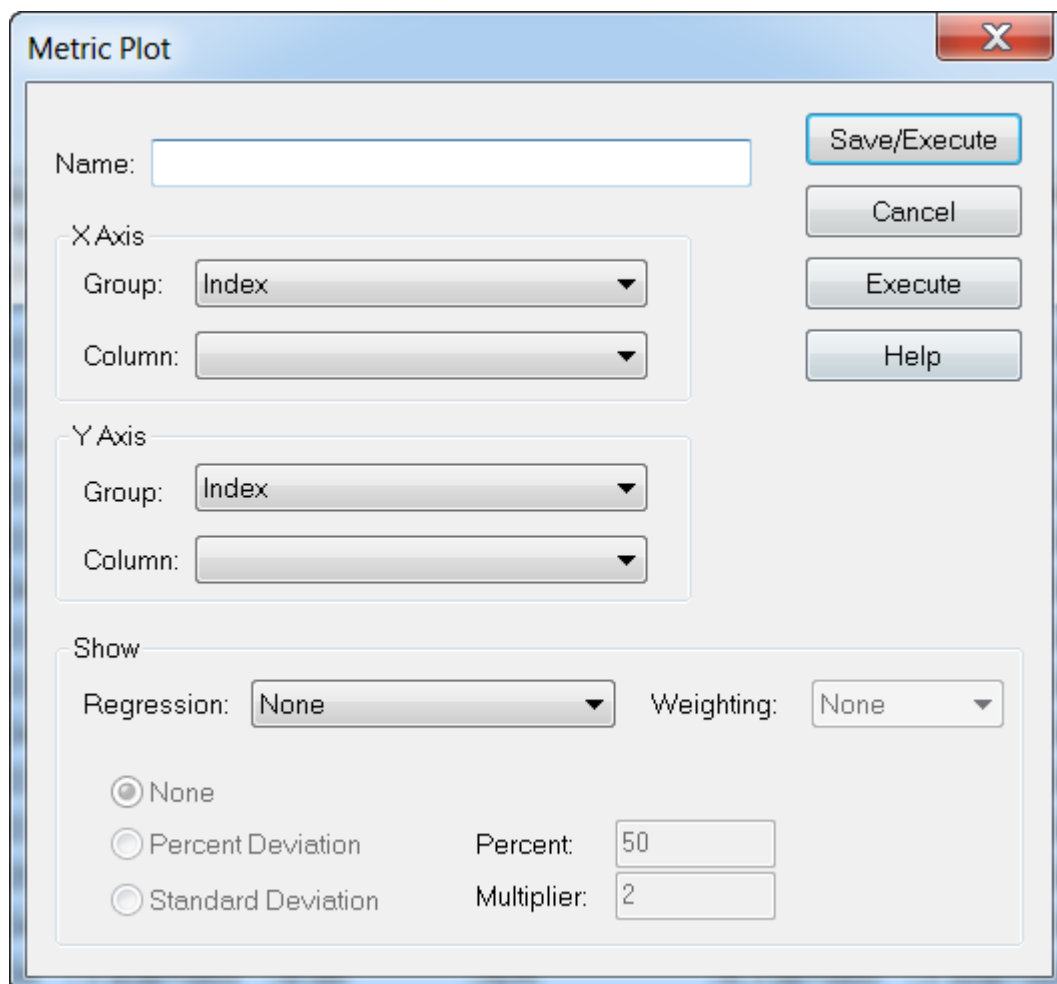 Metric Plot
Name:
Save/Execute
Cancel
Execute
Help
X Axis
Group: Index
Column:
Y Axis
Group: Index
Column:
Show
Regression: None Weighting: None
None
Percent Deviation Percent: 50
Standard Deviation Multiplier: 2